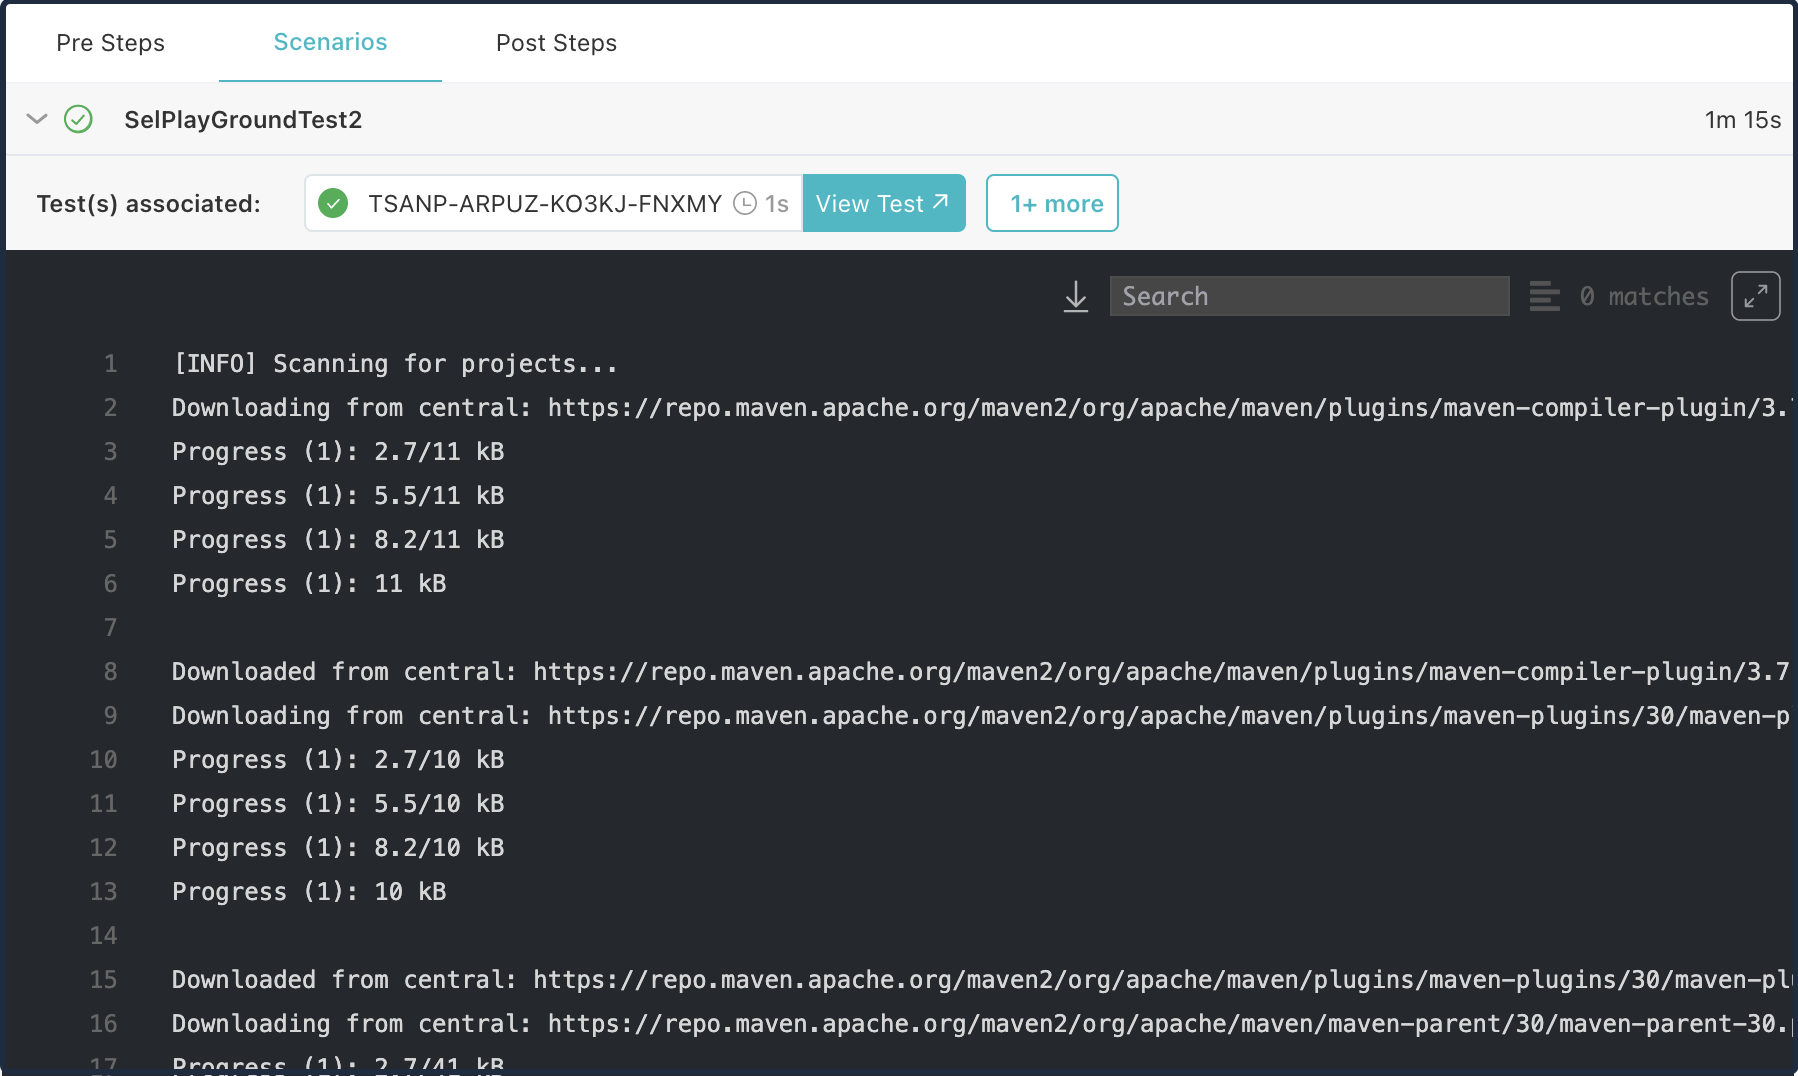 Pre Steps Scenarios Post Steps
SelPlayGroundTest2 1m 15s
Test(s) associated: TSANP-ARPUZ-KO3KJ-FNXMY 1s View Test 1+ more
Search 0 matches
1 [INFO] Scanning for projects...
2 Downloading from central: https://repo.maven.apache.org/maven2/org/apache/maven/plugins/maven-compiler-plugin/3.
3 Progress (1): 2.7/11 kB
4 Progress (1): 5.5/11 kB
5 Progress (1): 8.2/11 kB
6 Progress (1): 11 kB
7
8 Downloaded from central: https://repo.maven.apache.org/maven2/org/apache/maven/plugins/maven-compiler-plugin/3.7
9 Downloading from central: https://repo.maven.apache.org/maven2/org/apache/maven/plugins/maven-plugins/30/maven-p
10 Progress (1): 2.7/10 kB
11 Progress (1): 5.5/10 kB
12 Progress (1): 8.2/10 kB
13 Progress (1): 10 kB
14
15 Downloaded from central: https://repo.maven.apache.org/maven2/org/apache/maven/plugins/maven-plugins/30/maven-pl
16 Downloading from central: https://repo.maven.apache.org/maven2/org/apache/maven/maven-parent/30/maven-parent-30.
17 Progress (1): 2.7/41 kB